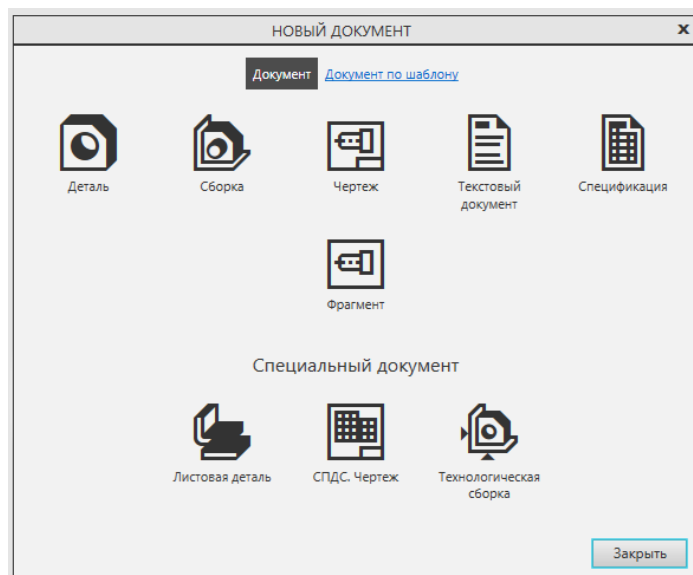 НОВЫЙ ДОКУМЕНТ x
Документ Документ по шаблону
Деталь Сборка Чертеж Текстовый документ Спецификация
Фрагмент
Специальный документ
Листовая деталь СПДС. Чертеж Технологическая сборка
Закрыть